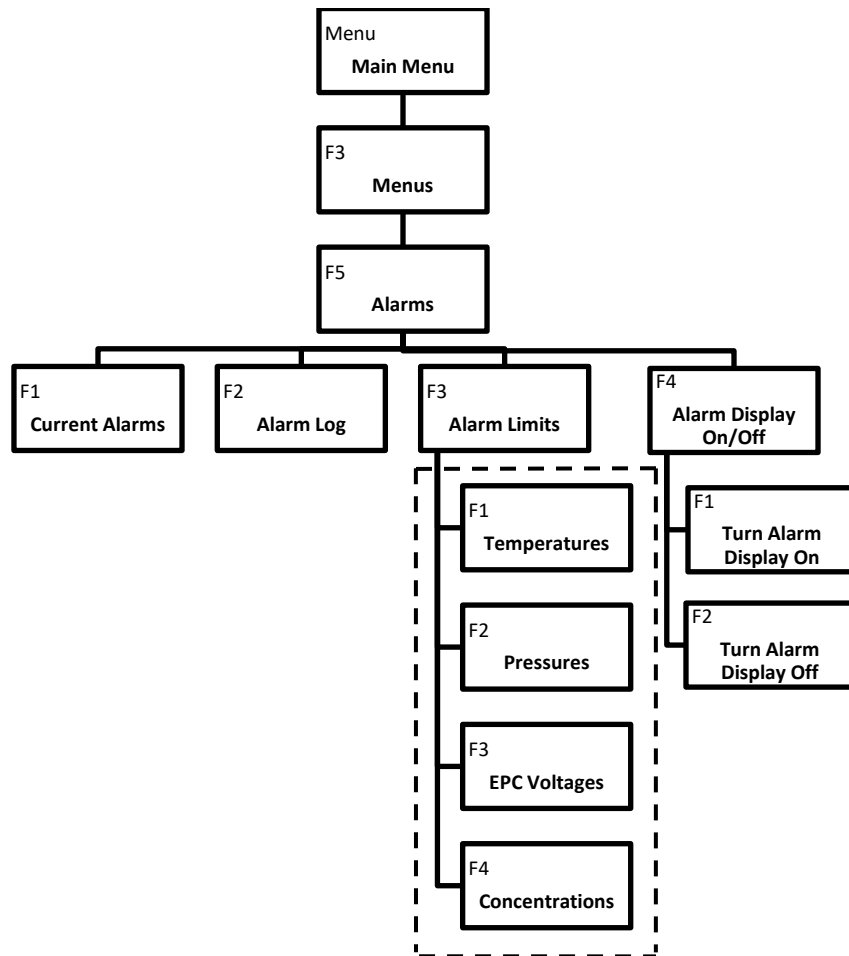 Menu
Main Menu
F3
Menus
F5
Alarms
F1
Current Alarms
F2
Alarm Log
F3
Alarm Limits
F4
Alarm Display
On/Off
F1
Temperatures
F2
Pressures
F3
EPC Voltages
F4
Concentrations
F1
Turn Alarm
Display On
F2
Turn Alarm
Display Off